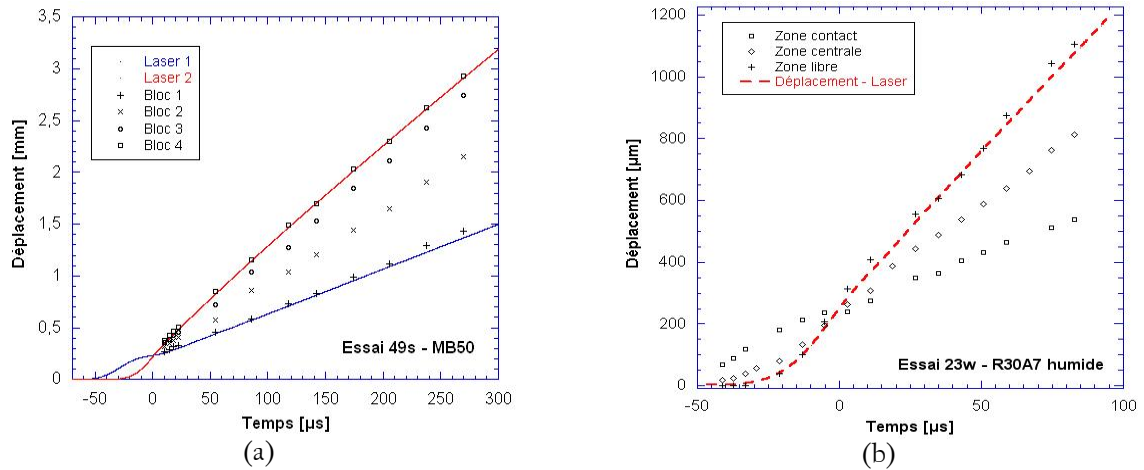 3,5
3
2,5
2
1,5
1
0,5
0
Déplacement [mm]
Laser 1
Laser 2
Bloc 1
Bloc 2
Bloc 3
Bloc 4
Essai 49s - MB50
-50 0 50 100 150 200 250 300
Temps [µs]
(a)
1200
1000
800
600
400
200
0
Déplacement [µm]
Zone contact
Zone centrale
Zone libre
Déplacement - Laser
Essai 23w - R30A7 humide
-50 0 50 100
Temps [µs]
(b)